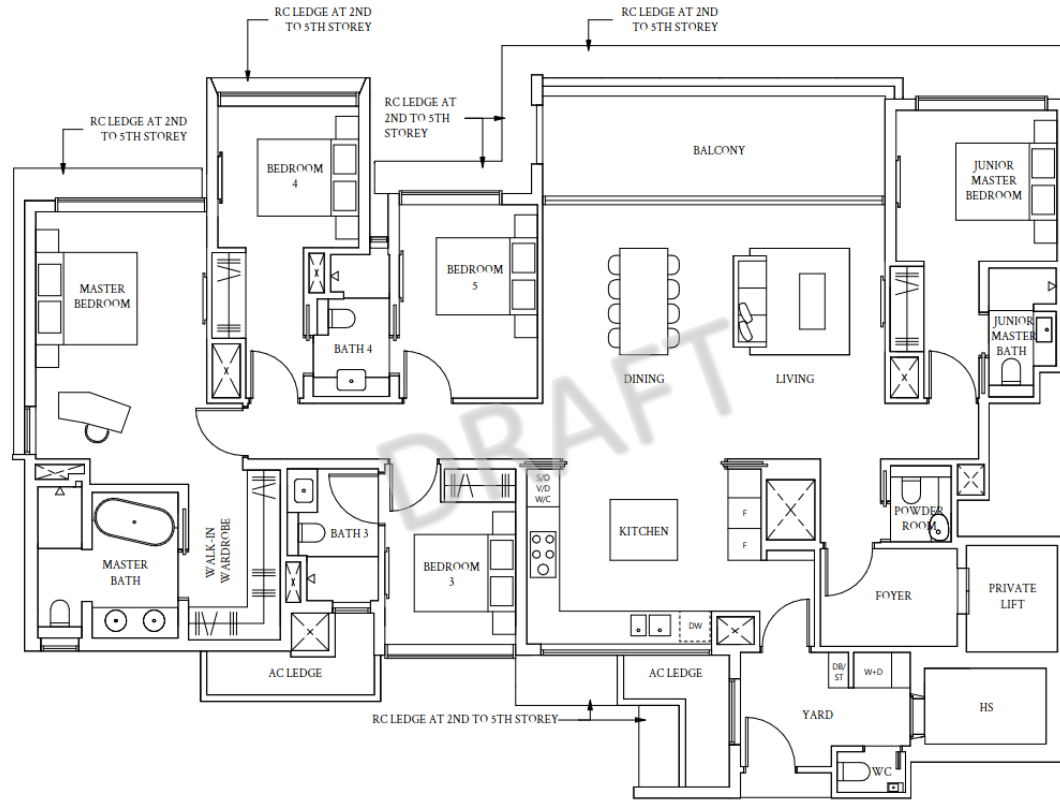 RC LEDGE AT 2ND
TO 5TH STOREY
RC LEDGE AT 2ND
TO 5TH STOREY
RC LEDGE AT
2ND TO 5TH
STOREY
RC LEDGE AT 2ND
TO 5TH STOREY
BALCONY
BEDROOM
4
JUNIOR
MASTER
BEDROOM
MASTER
BEDROOM
BEDROOM
5
BATH 4
JUNIOR
MASTER
BATH
DINING
LIVING
DRAFT
S/O
V/D
W/C
F
F
KITCHEN
POWDER
ROOM
BATH 3
WALK-IN
WARDROBE
MASTER
BATH
BEDROOM
3
FOYER
PRIVATE
LIFT
DW
AC LEDGE
AC LEDGE
DB/
ST
W+D
RC LEDGE AT 2ND TO 5TH STOREY
YARD
HS
WC